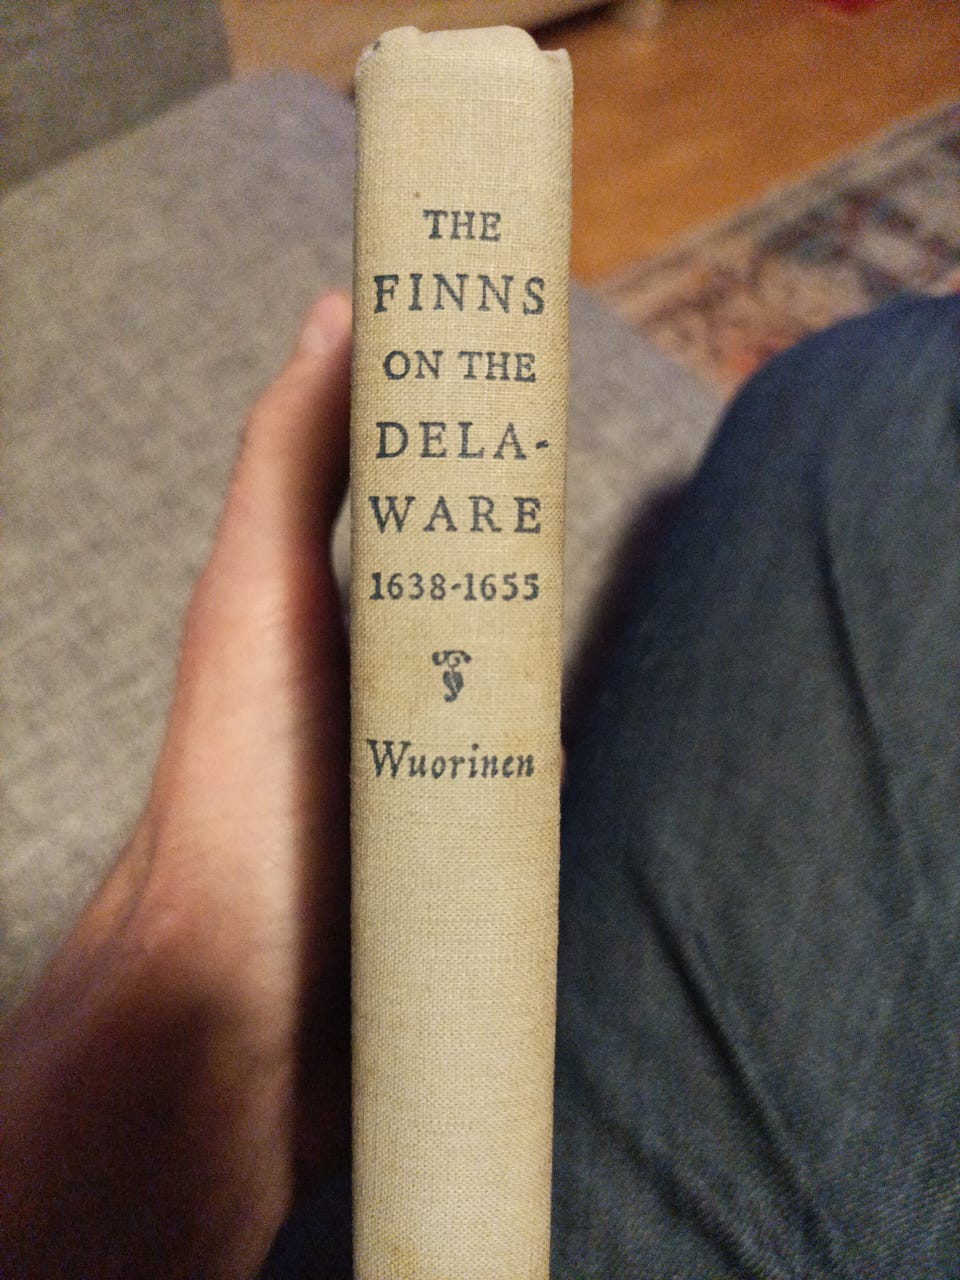 THE
FINNS
ON THE
DELA-
WARE
1638-1655
Wuorinen